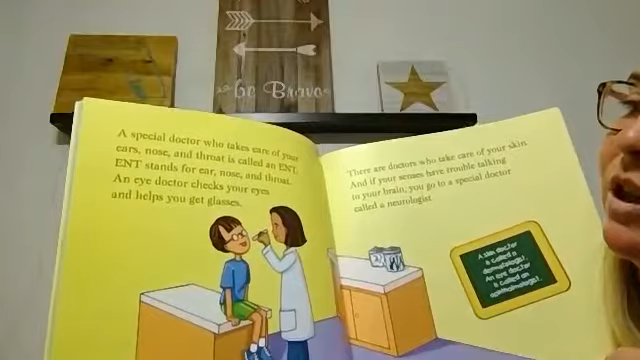 be Brave
A special doctor who takes care of your
ears, nose, and throat is called an ENT.
ENT stands for ear, nose, and throat.
An eye doctor checks your eyes
and helps you get glasses.
There are doctors who take care of your skin.
And if your senses have trouble talking
to your brain, you go to a special doctor
called a neurologist.
A skin doctor
is called a
dermatologist.
An eye doctor
is called an
ophthalmologist.